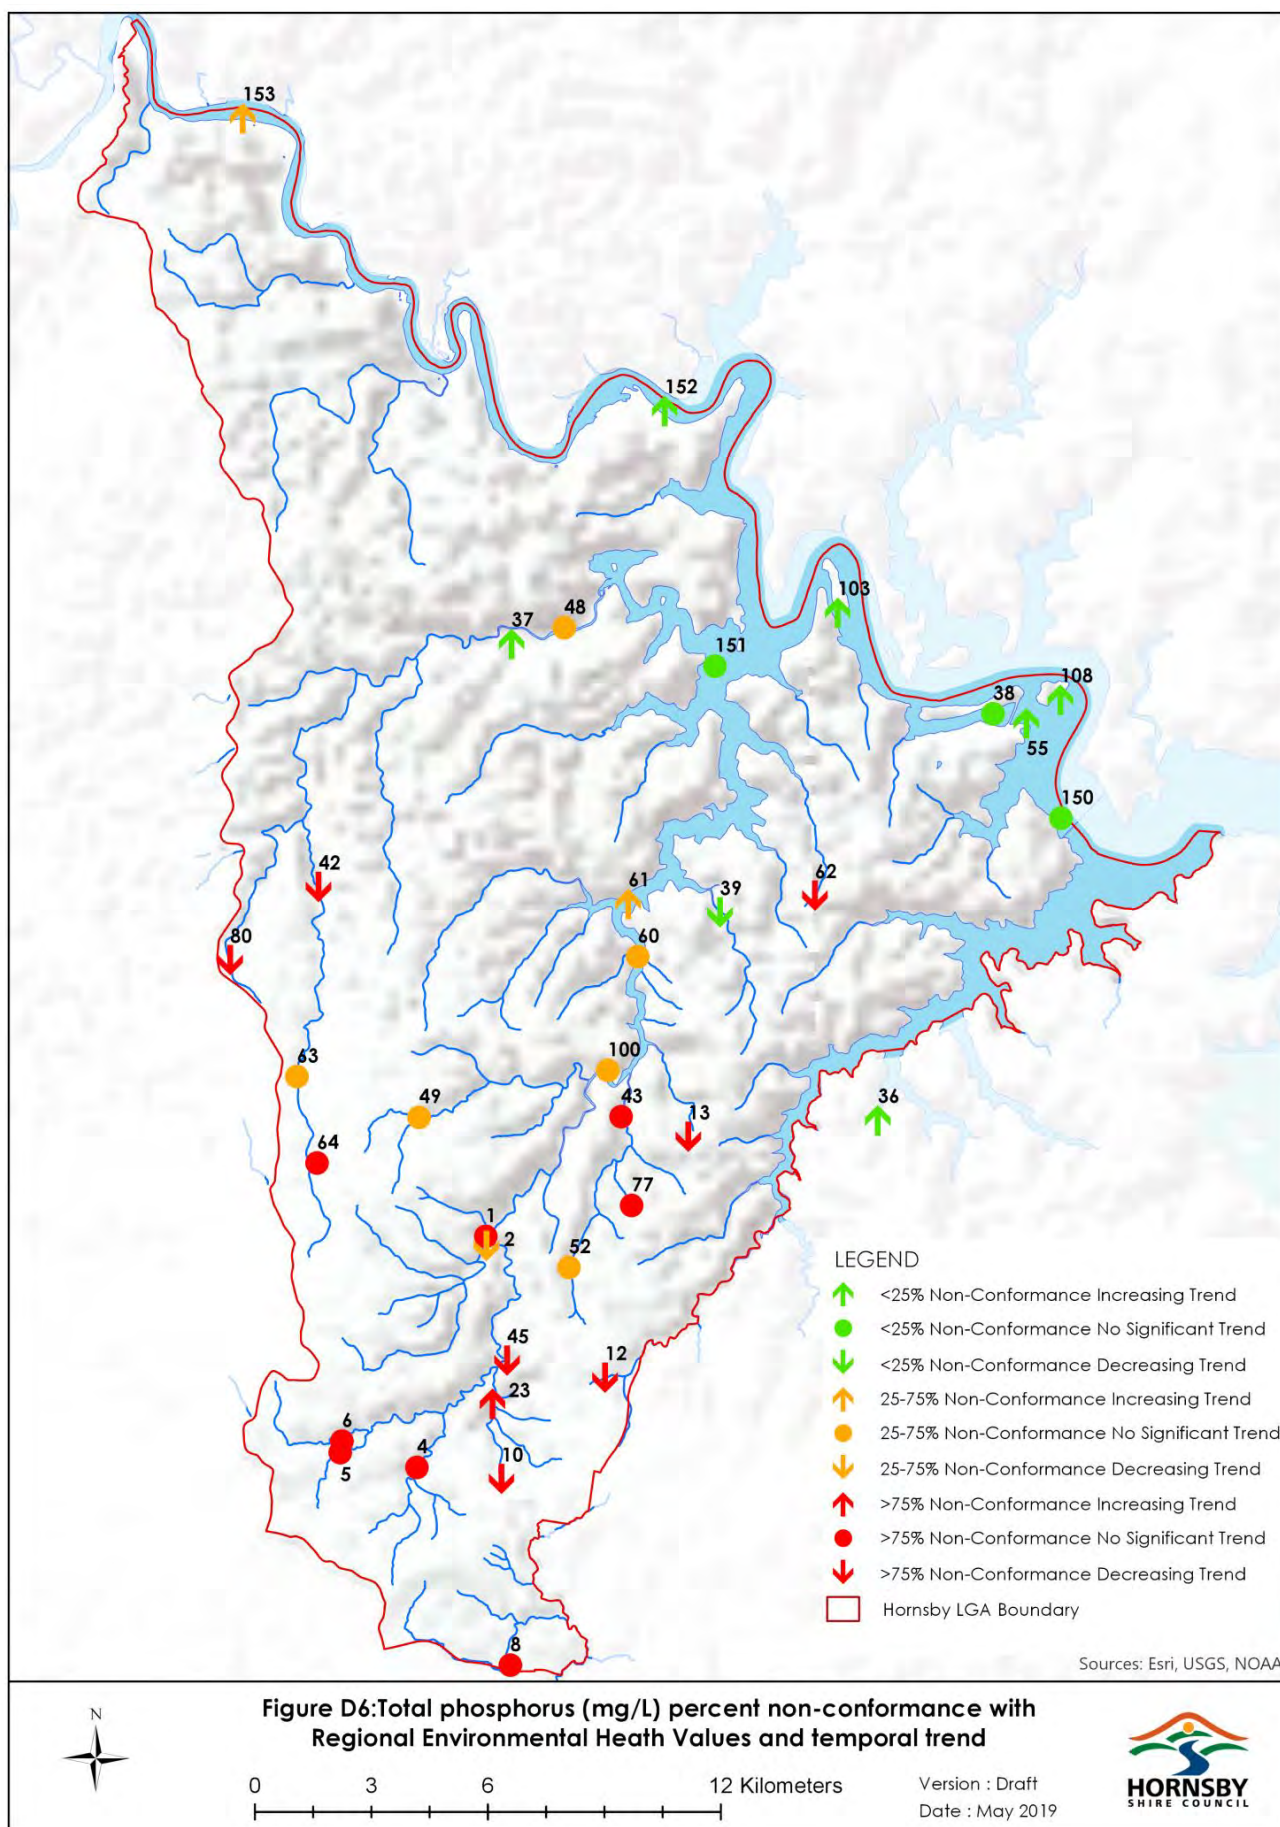 153
152
103
37
48
151
108
38
55
150
42
61
39
62
80
60
63
100
49
43
13
36
64
77
1
2
52
LEGEND
<25% Non-Conformance Increasing Trend
<25% Non-Conformance No Significant Trend
<25% Non-Conformance Decreasing Trend
25-75% Non-Conformance Increasing Trend
25-75% Non-Conformance No Significant Trend
25-75% Non-Conformance Decreasing Trend
>75% Non-Conformance Increasing Trend
>75% Non-Conformance No Significant Trend
>75% Non-Conformance Decreasing Trend
Hornsby LGA Boundary
45
12
23
6
4
10
5
8
Sources: Esri, USGS, NOAA
N
Figure D6:Total phosphorus (mg/L) percent non-conformance with
Regional Environmental Heath Values and temporal trend
0 3 6 12 Kilometers
Version : Draft
Date : May 2019
HORNSBY
SHIRE COUNCIL